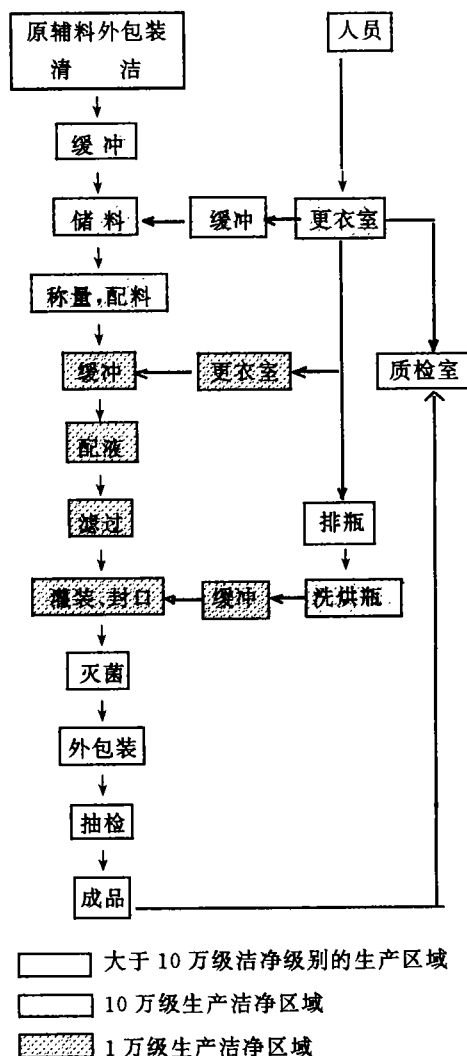 原辅料外包装
清 洁
人员
缓 冲
储 料
缓冲
更衣室
称量,配料
缓冲
更衣室
质检室
配液
滤过
排瓶
灌装、封口
缓冲
洗烘瓶
灭菌
外包装
抽检
成品
大于 10 万级洁净级别的生产区域
10 万级生产洁净区域
1 万级生产洁净区域